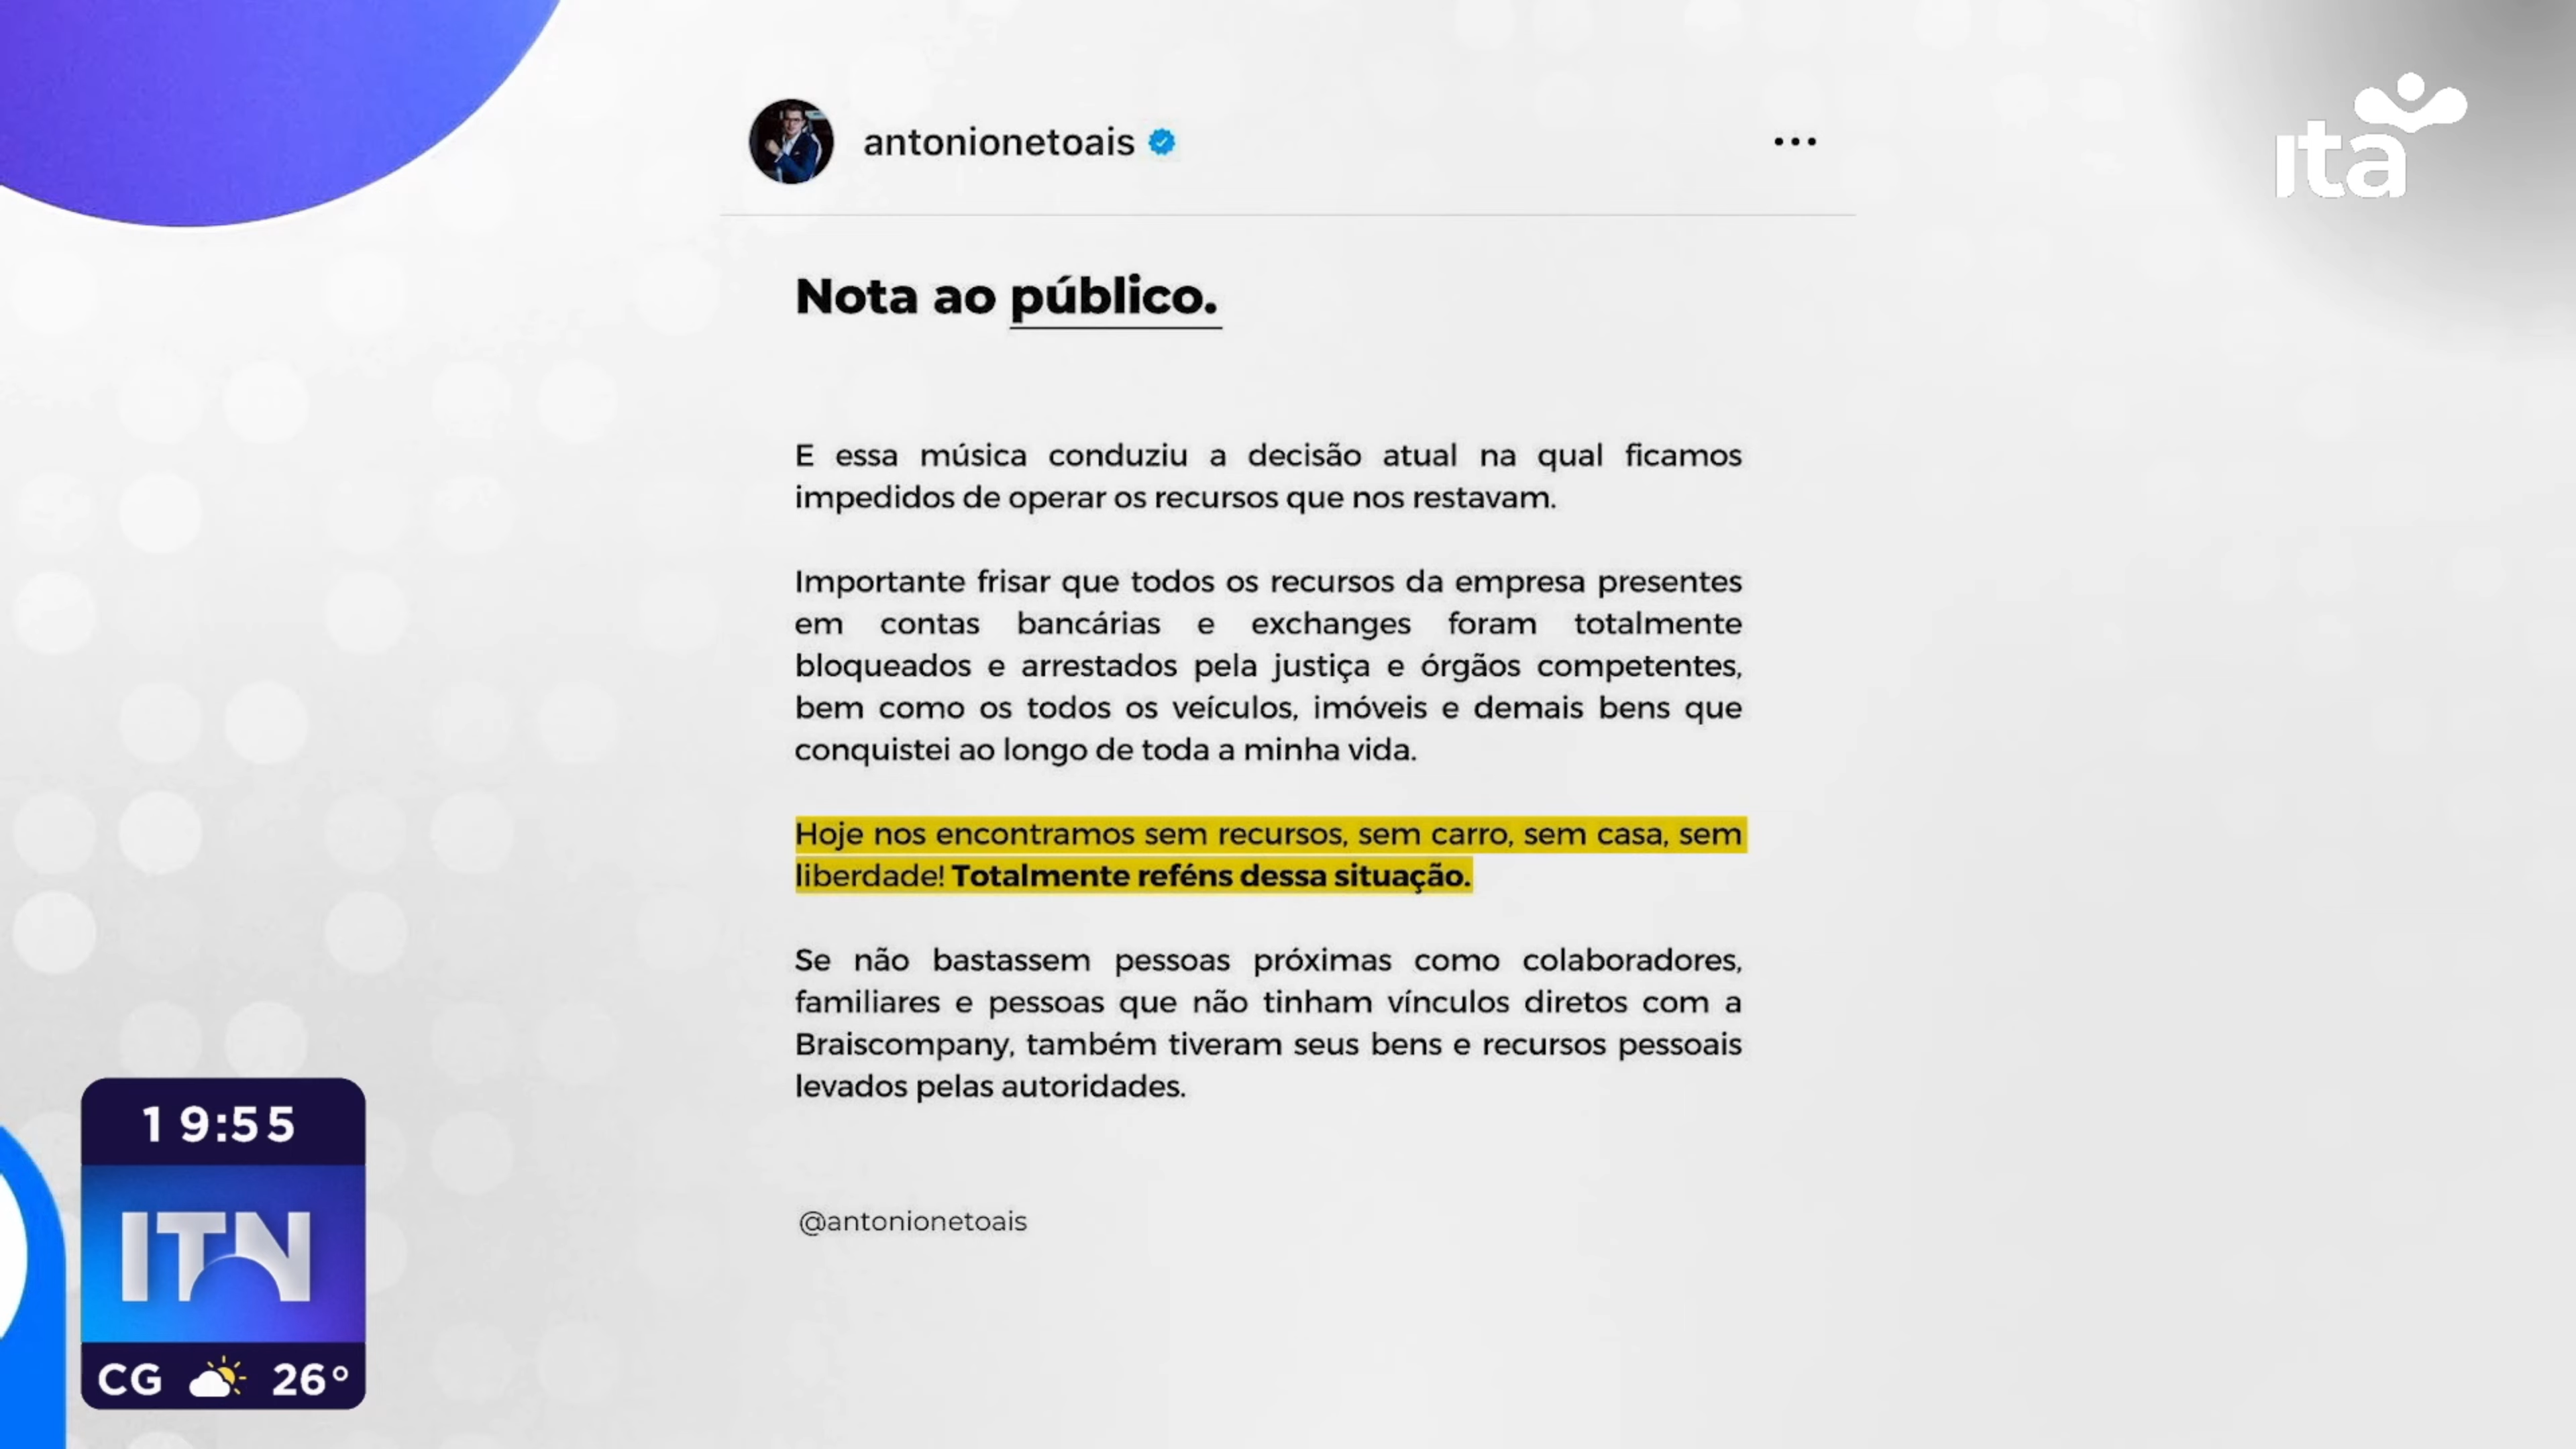 ita
antonionetoais
Nota ao público.
E essa música conduziu a decisão atual na qual ficamos
impedidos de operar os recursos que nos restavam.
Importante frisar que todos os recursos da empresa presentes
em contas bancárias e exchanges foram totalmente
bloqueados e arrestados pela justiça e órgãos competentes,
bem como os todos os veículos, imóveis e demais bens que
conquistei ao longo de toda a minha vida.
Hoje nos encontramos sem recursos, sem carro, sem casa, sem
liberdade! Totalmente reféns dessa situação.
Se não bastassem pessoas próximas como colaboradores,
familiares e pessoas que não tinham vínculos diretos com a
Braiscompany, também tiveram seus bens e recursos pessoais
levados pelas autoridades.
@antonionetoais
19:55
ITN
CG 26°